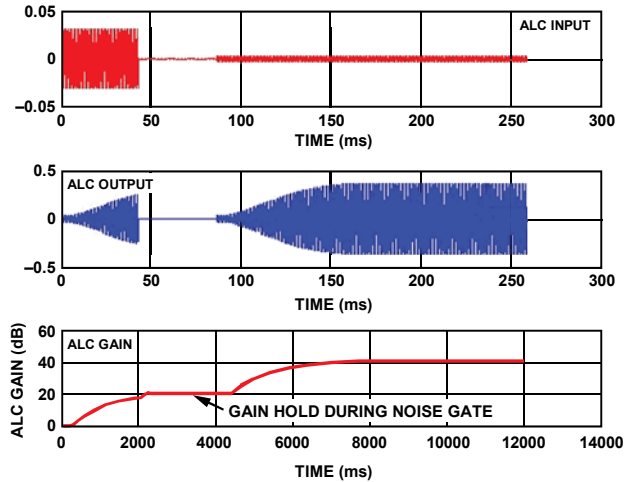 0.05
ALC INPUT
0
–0.05
0 50 100 150 200 250 300
TIME (ms)
0.5
ALC OUTPUT
0
–0.5
0 50 100 150 200 250 300
TIME (ms)
ALC GAIN (dB)
60
ALC GAIN
40
20
GAIN HOLD DURING NOISE GATE
0
0 2000 4000 6000 8000 10000 12000 14000
TIME (ms)